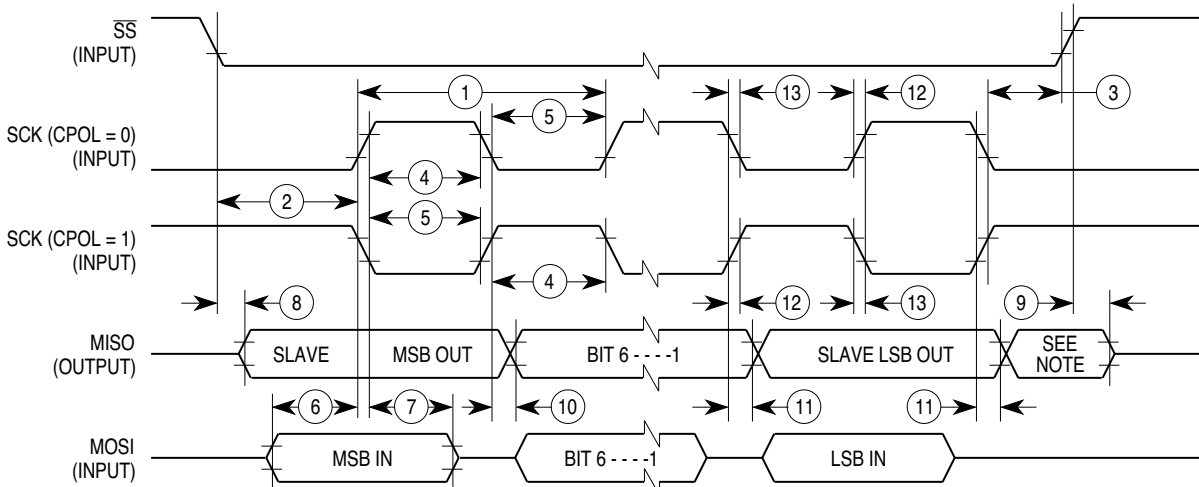 SS
(INPUT)
1
13
12
3
5
SCK (CPOL = 0)
(INPUT)
4
2
5
SCK (CPOL = 1)
(INPUT)
4
8
12
13
9
MISO
(OUTPUT)
SLAVE
MSB OUT
BIT 6 - - - -1
SLAVE LSB OUT
SEE
NOTE
6
7
10
11
11
MOSI
(INPUT)
MSB IN
BIT 6 - - - -1
LSB IN